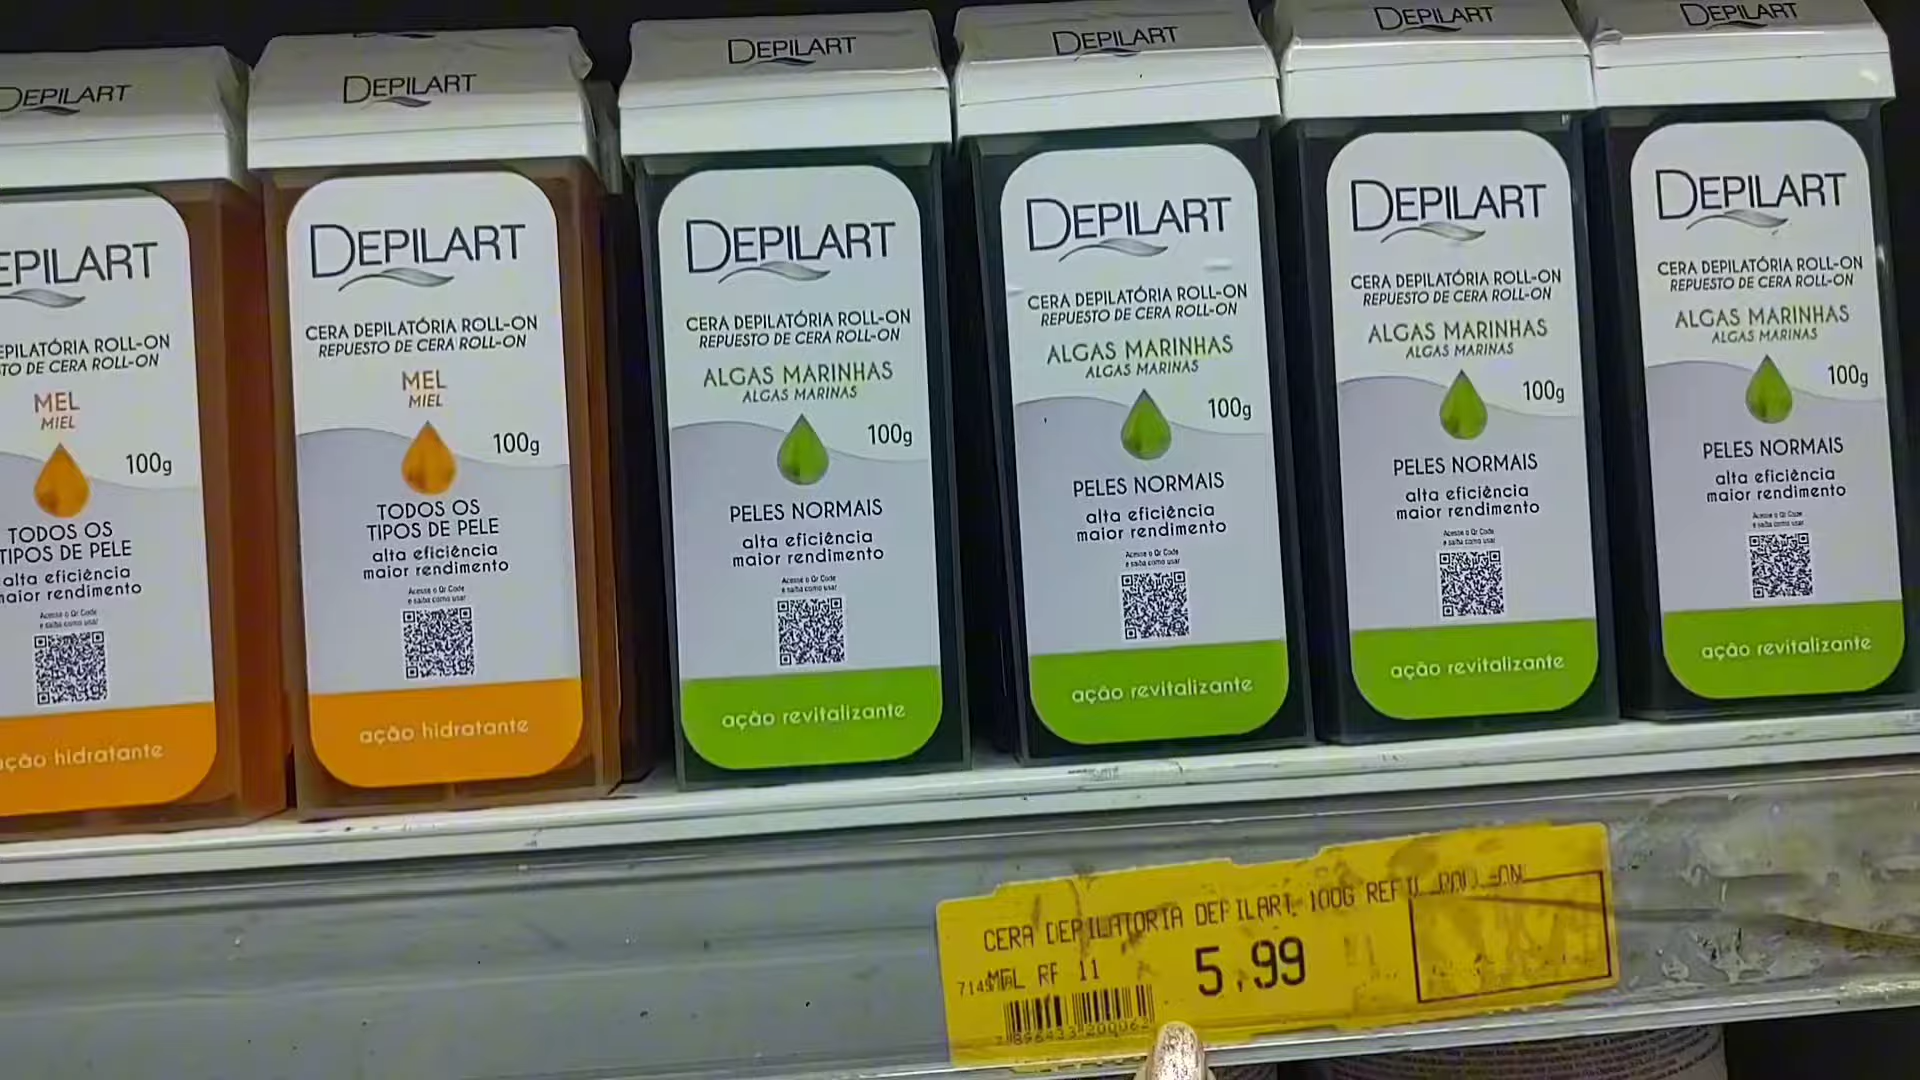 DEPILART
DEPILART
DEPILART
DEPILART
DEPILART
DEPILART
EPILART
EPILATÓRIA ROLL-ON
TO DE CERA ROLL-ON
MEL
MIEL
100g
TODOS OS
TIPOS DE PELE
alta eficiência
maior rendimento
Acesse o Qr Code
e saiba como usar
ação hidratante
DEPILART
CERA DEPILATÓRIA ROLL-ON
REPUESTO DE CERA ROLL-ON
MEL
MIEL
100g
TODOS OS
TIPOS DE PELE
alta eficiência
maior rendimento
Acesse o Qr Code
e saiba como usar
ação hidratante
DEPILART
CERA DEPILATÓRIA ROLL-ON
REPUESTO DE CERA ROLL-ON
ALGAS MARINHAS
ALGAS MARINAS
100g
PELES NORMAIS
alta eficiência
maior rendimento
Acesse o Qr Code
e saiba como usar
ação revitalizante
DEPILART
CERA DEPILATÓRIA ROLL-ON
REPUESTO DE CERA ROLL-ON
ALGAS MARINHAS
ALGAS MARINAS
100g
PELES NORMAIS
alta eficiência
maior rendimento
Acesse o Qr Code
e saiba como usar
ação revitalizante
DEPILART
CERA DEPILATÓRIA ROLL-ON
REPUESTO DE CERA ROLL-ON
ALGAS MARINHAS
ALGAS MARINAS
100g
PELES NORMAIS
alta eficiência
maior rendimento
Acesse o Qr Code
e saiba como usar
ação revitalizante
DEPILART
CERA DEPILATÓRIA ROLL-ON
REPUESTO DE CERA ROLL-ON
ALGAS MARINHAS
ALGAS MARINAS
100g
PELES NORMAIS
alta eficiência
maior rendimento
Acesse o Qr Code
e saiba como usar
ação revitalizante
CERA DEPILATORIA DEPILART 100G REFIL ROLL-ON
MEL RF 11
5,99